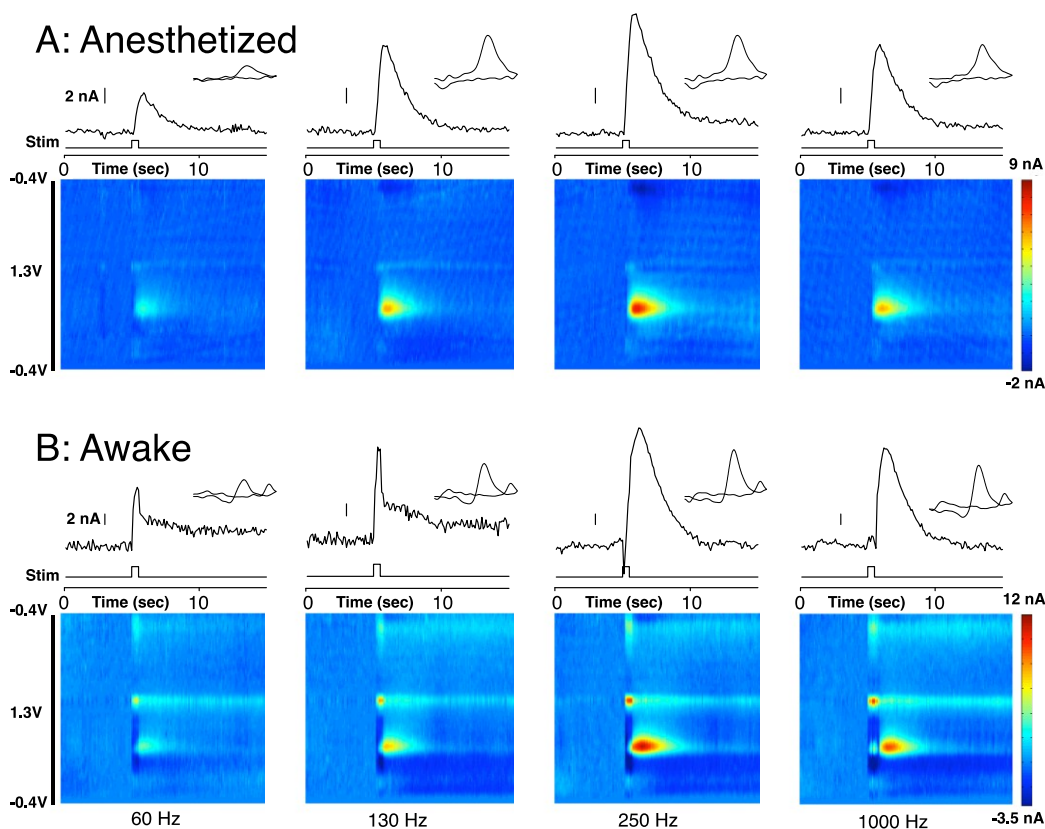 A: Anesthetized
2 nA
Stim
0 Time (sec) 10
0 Time (sec) 10
0 Time (sec) 10
0 Time (sec) 10
-0.4V
1.3V
-0.4V
9 nA
-2 nA
B: Awake
2 nA
Stim
0 Time (sec) 10
0 Time (sec) 10
0 Time (sec) 10
0 Time (sec) 10
-0.4V
1.3V
-0.4V
12 nA
-3.5 nA
60 Hz
130 Hz
250 Hz
1000 Hz